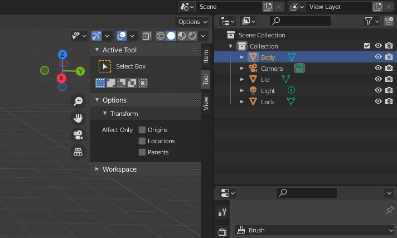 Scene
View Layer
Options
Active Tool
Select Box
Options
Transform
Affect Only
Origins
Locations
Parents
Workspace
Item
Tool
View
Z
Y
X
Scene Collection
Collection
Body
Camera
Lid
Light
Lock
Brush